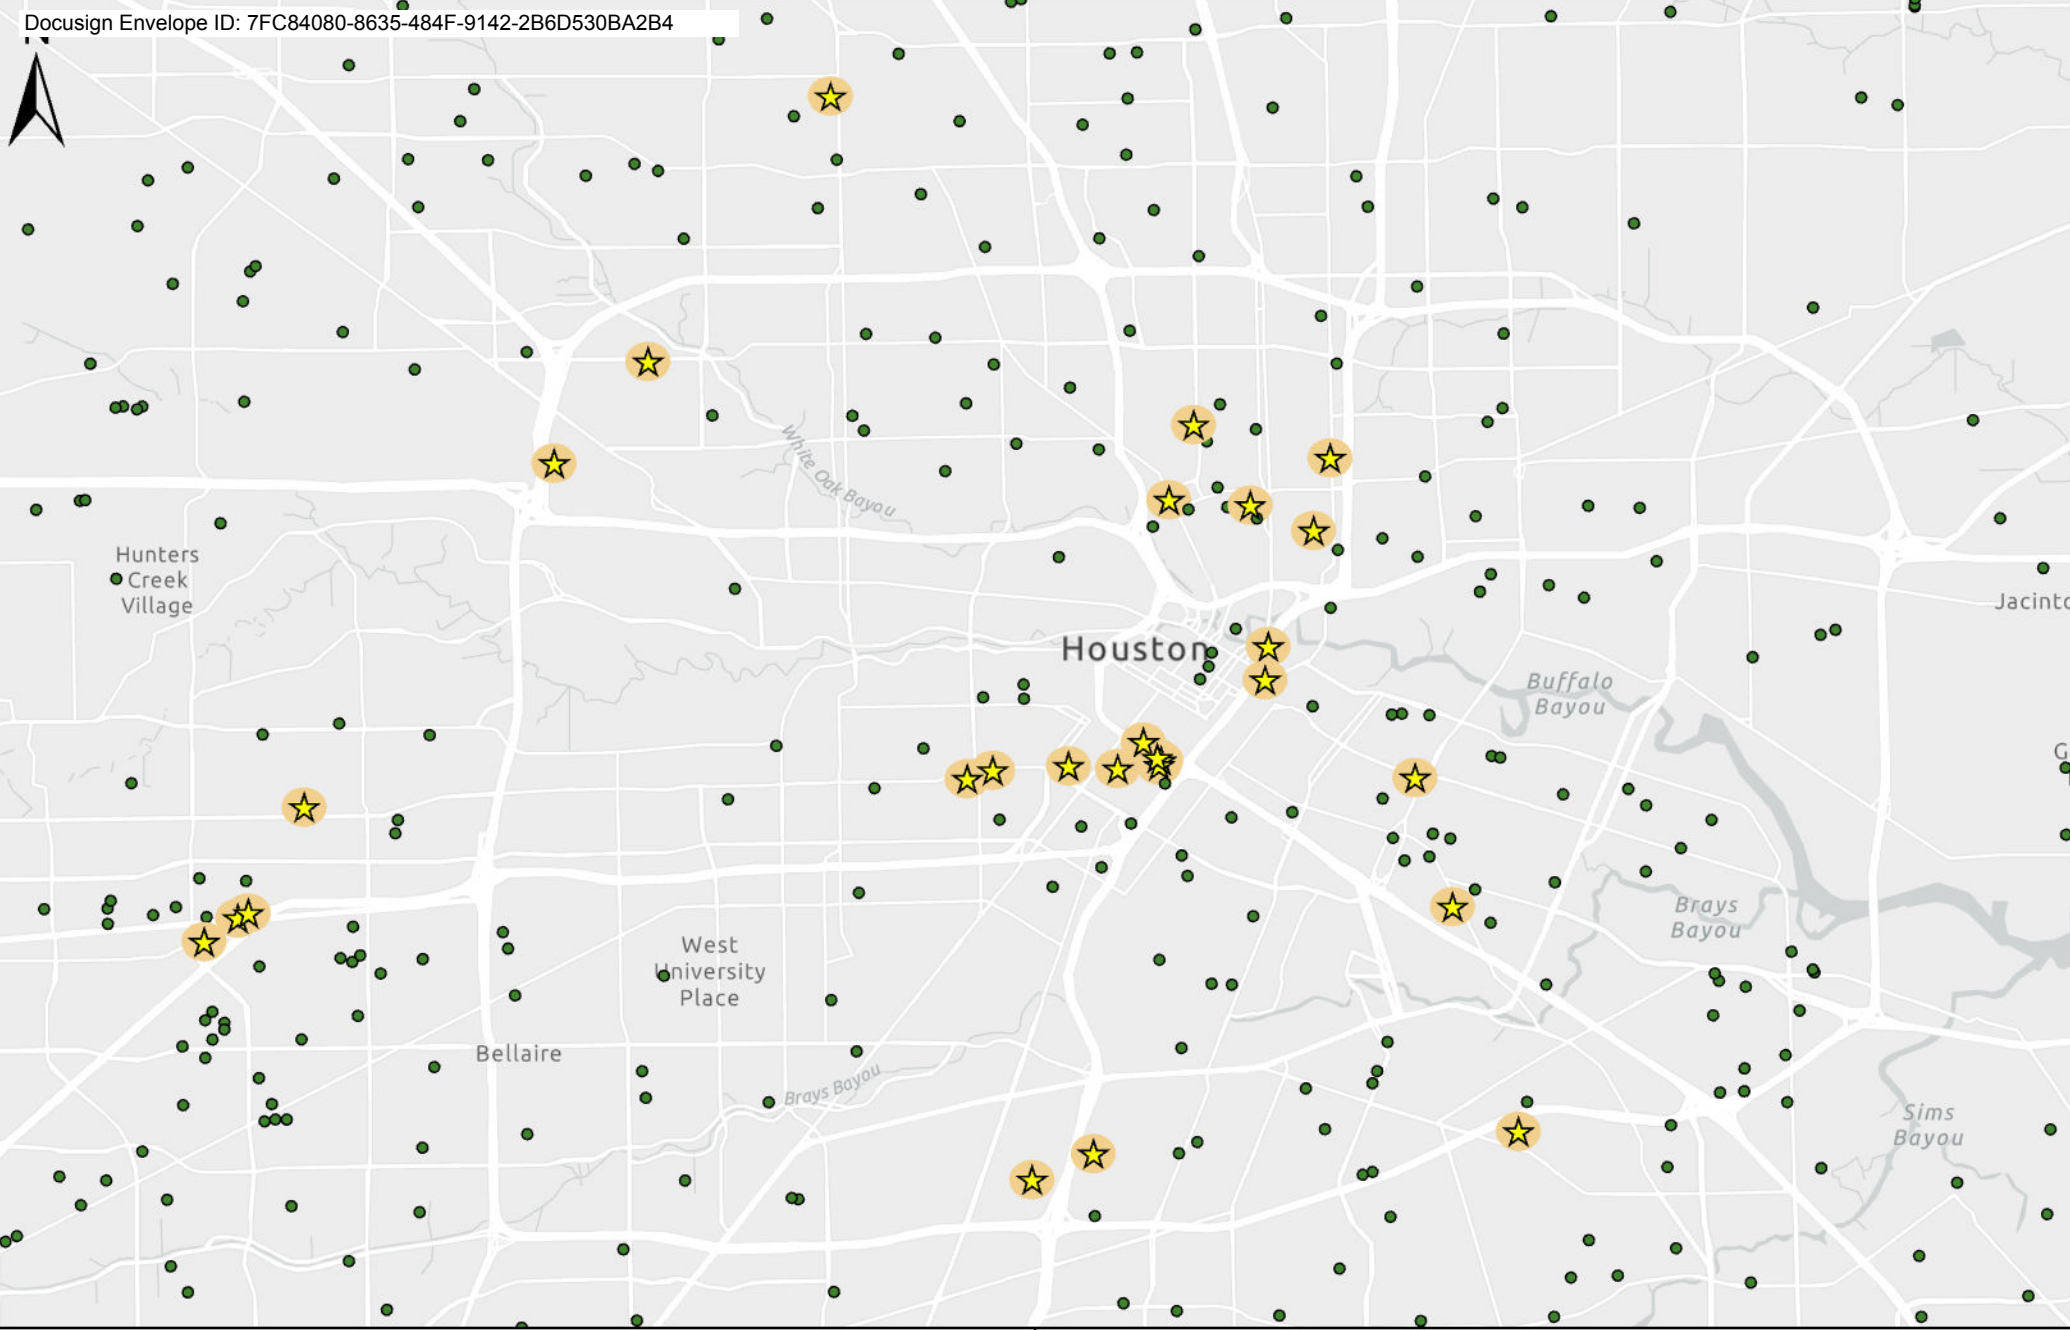 Docusign Envelope ID: 7FC84080-8635-484F-9142-2B6D530BA2B4
N
White Oak Bayou
Hunters
Creek
Village
Houston
Jacinto
Buffalo
Bayou
G
West
University
Place
Brays
Bayou
Bellaire
Brays Bayou
Sims
Bayou